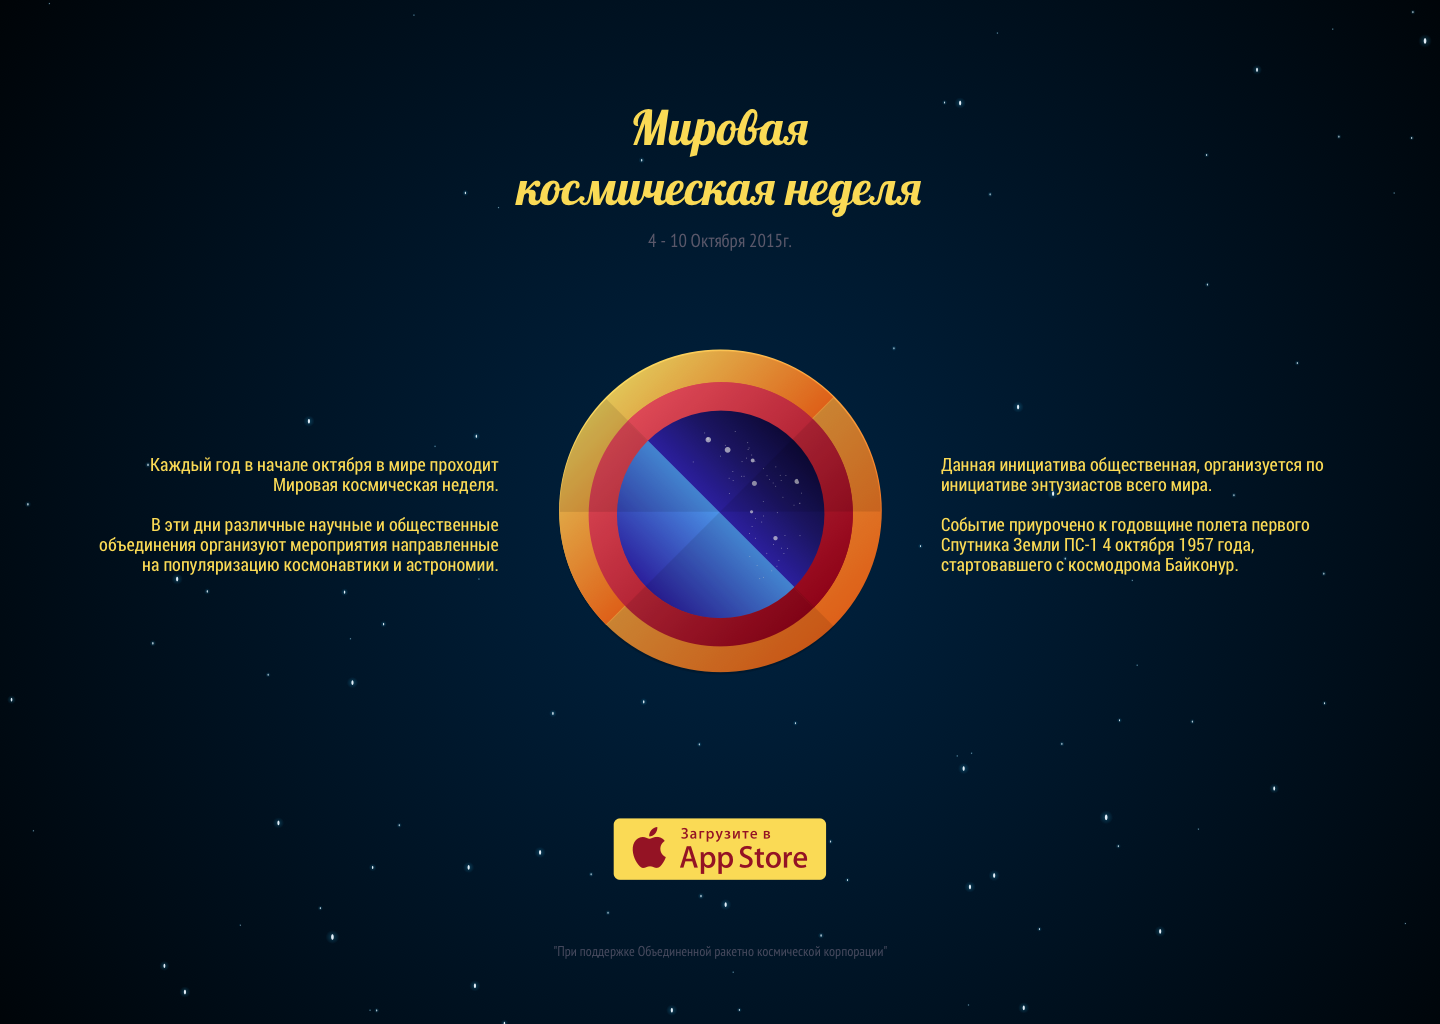 Мировая
космическая неделя
4 - 10 Октября 2015г.
Каждый год в начале октября в мире проходит
Мировая космическая неделя.
В эти дни различные научные и общественные
объединения организуют мероприятия направленные
на популяризацию космонавтики и астрономии.
Данная инициатива общественная, организуется по
инициативе энтузиастов всего мира.
Событие приурочено к годовщине полета первого
Спутника Земли ПС-1 4 октября 1957 года,
стартовавшего с космодрома Байконур.
Загрузите в
App Store
"При поддержке Объединенной ракетно космической корпорации"